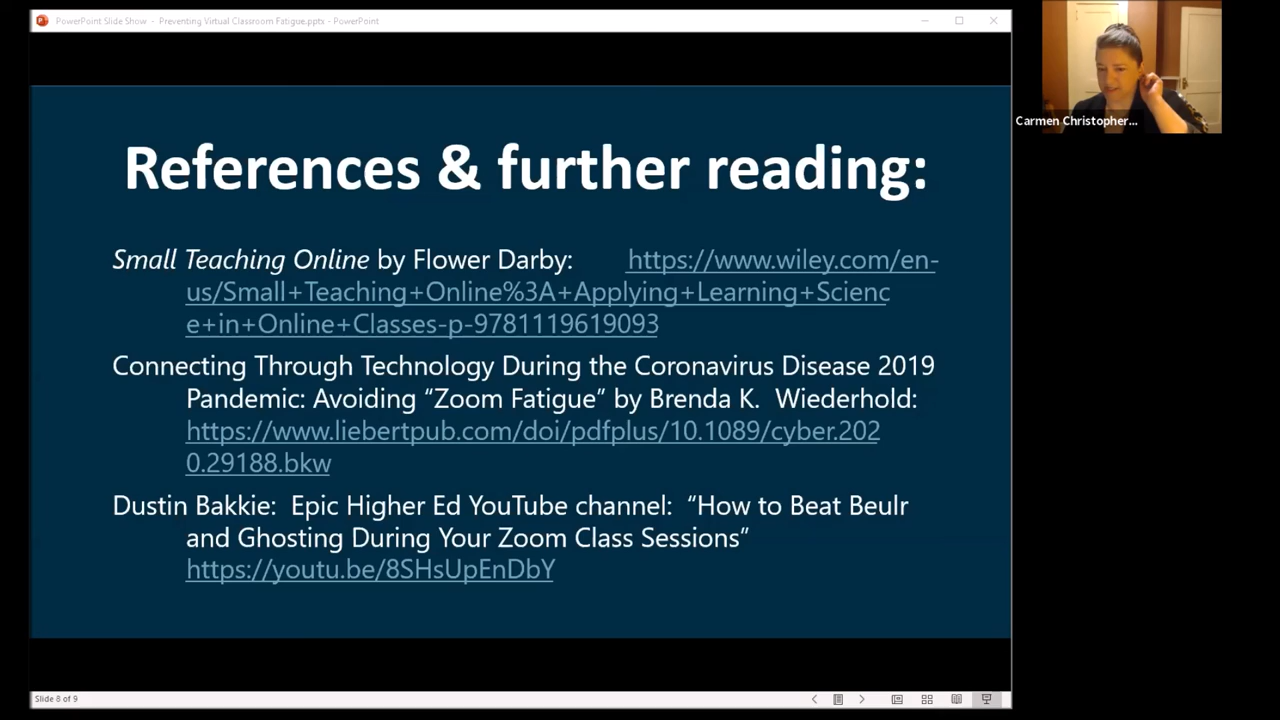 PowerPoint Slide Show - Preventing Virtual Classroom Fatigue.pptx - PowerPoint
Carmen Christopher...
References & further reading:
Small Teaching Online by Flower Darby: https://www.wiley.com/en-
us/Small+Teaching+Online%3A+Applying+Learning+Scienc
e+in+Online+Classes-p-9781119619093
Connecting Through Technology During the Coronavirus Disease 2019
Pandemic: Avoiding “Zoom Fatigue” by Brenda K. Wiederhold:
https://www.liebertpub.com/doi/pdfplus/10.1089/cyber.202
0.29188.bkw
Dustin Bakkie: Epic Higher Ed YouTube channel: “How to Beat Beulr
and Ghosting During Your Zoom Class Sessions”
https://youtu.be/8SHsUpEnDbY
Slide 8 of 9